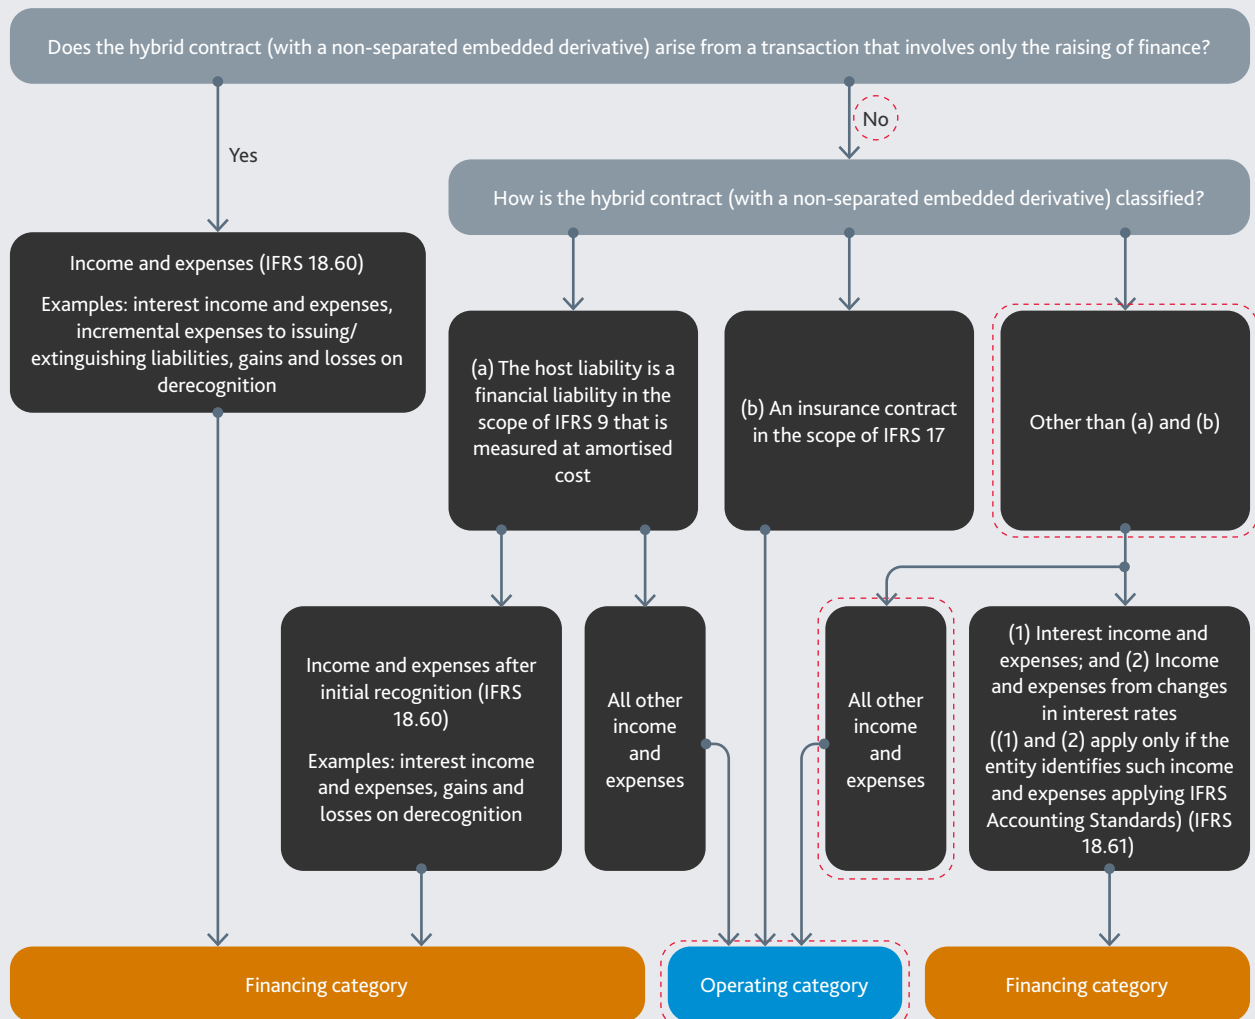 Does the hybrid contract (with a non-separated embedded derivative) arise from a transaction that involves only the raising of finance?
Yes
No
How is the hybrid contract (with a non-separated embedded derivative) classified?
Income and expenses (IFRS 18.60)
Examples: interest income and expenses,
incremental expenses to issuing/
extinguishing liabilities, gains and losses on
derecognition
(a) The host liability is a
financial liability in the
scope of IFRS 9 that is
measured at amortised
cost
(b) An insurance contract
in the scope of IFRS 17
Other than (a) and (b)
Income and expenses after
initial recognition (IFRS
18.60)
Examples: interest income
and expenses, gains and
losses on derecognition
All other
income
and
expenses
All other
income
and
expenses
(1) Interest income and
expenses; and (2) Income
and expenses from changes
in interest rates
((1) and (2) apply only if the
entity identifies such income
and expenses applying IFRS
Accounting Standards) (IFRS
18.61)
Financing category
Operating category
Financing category